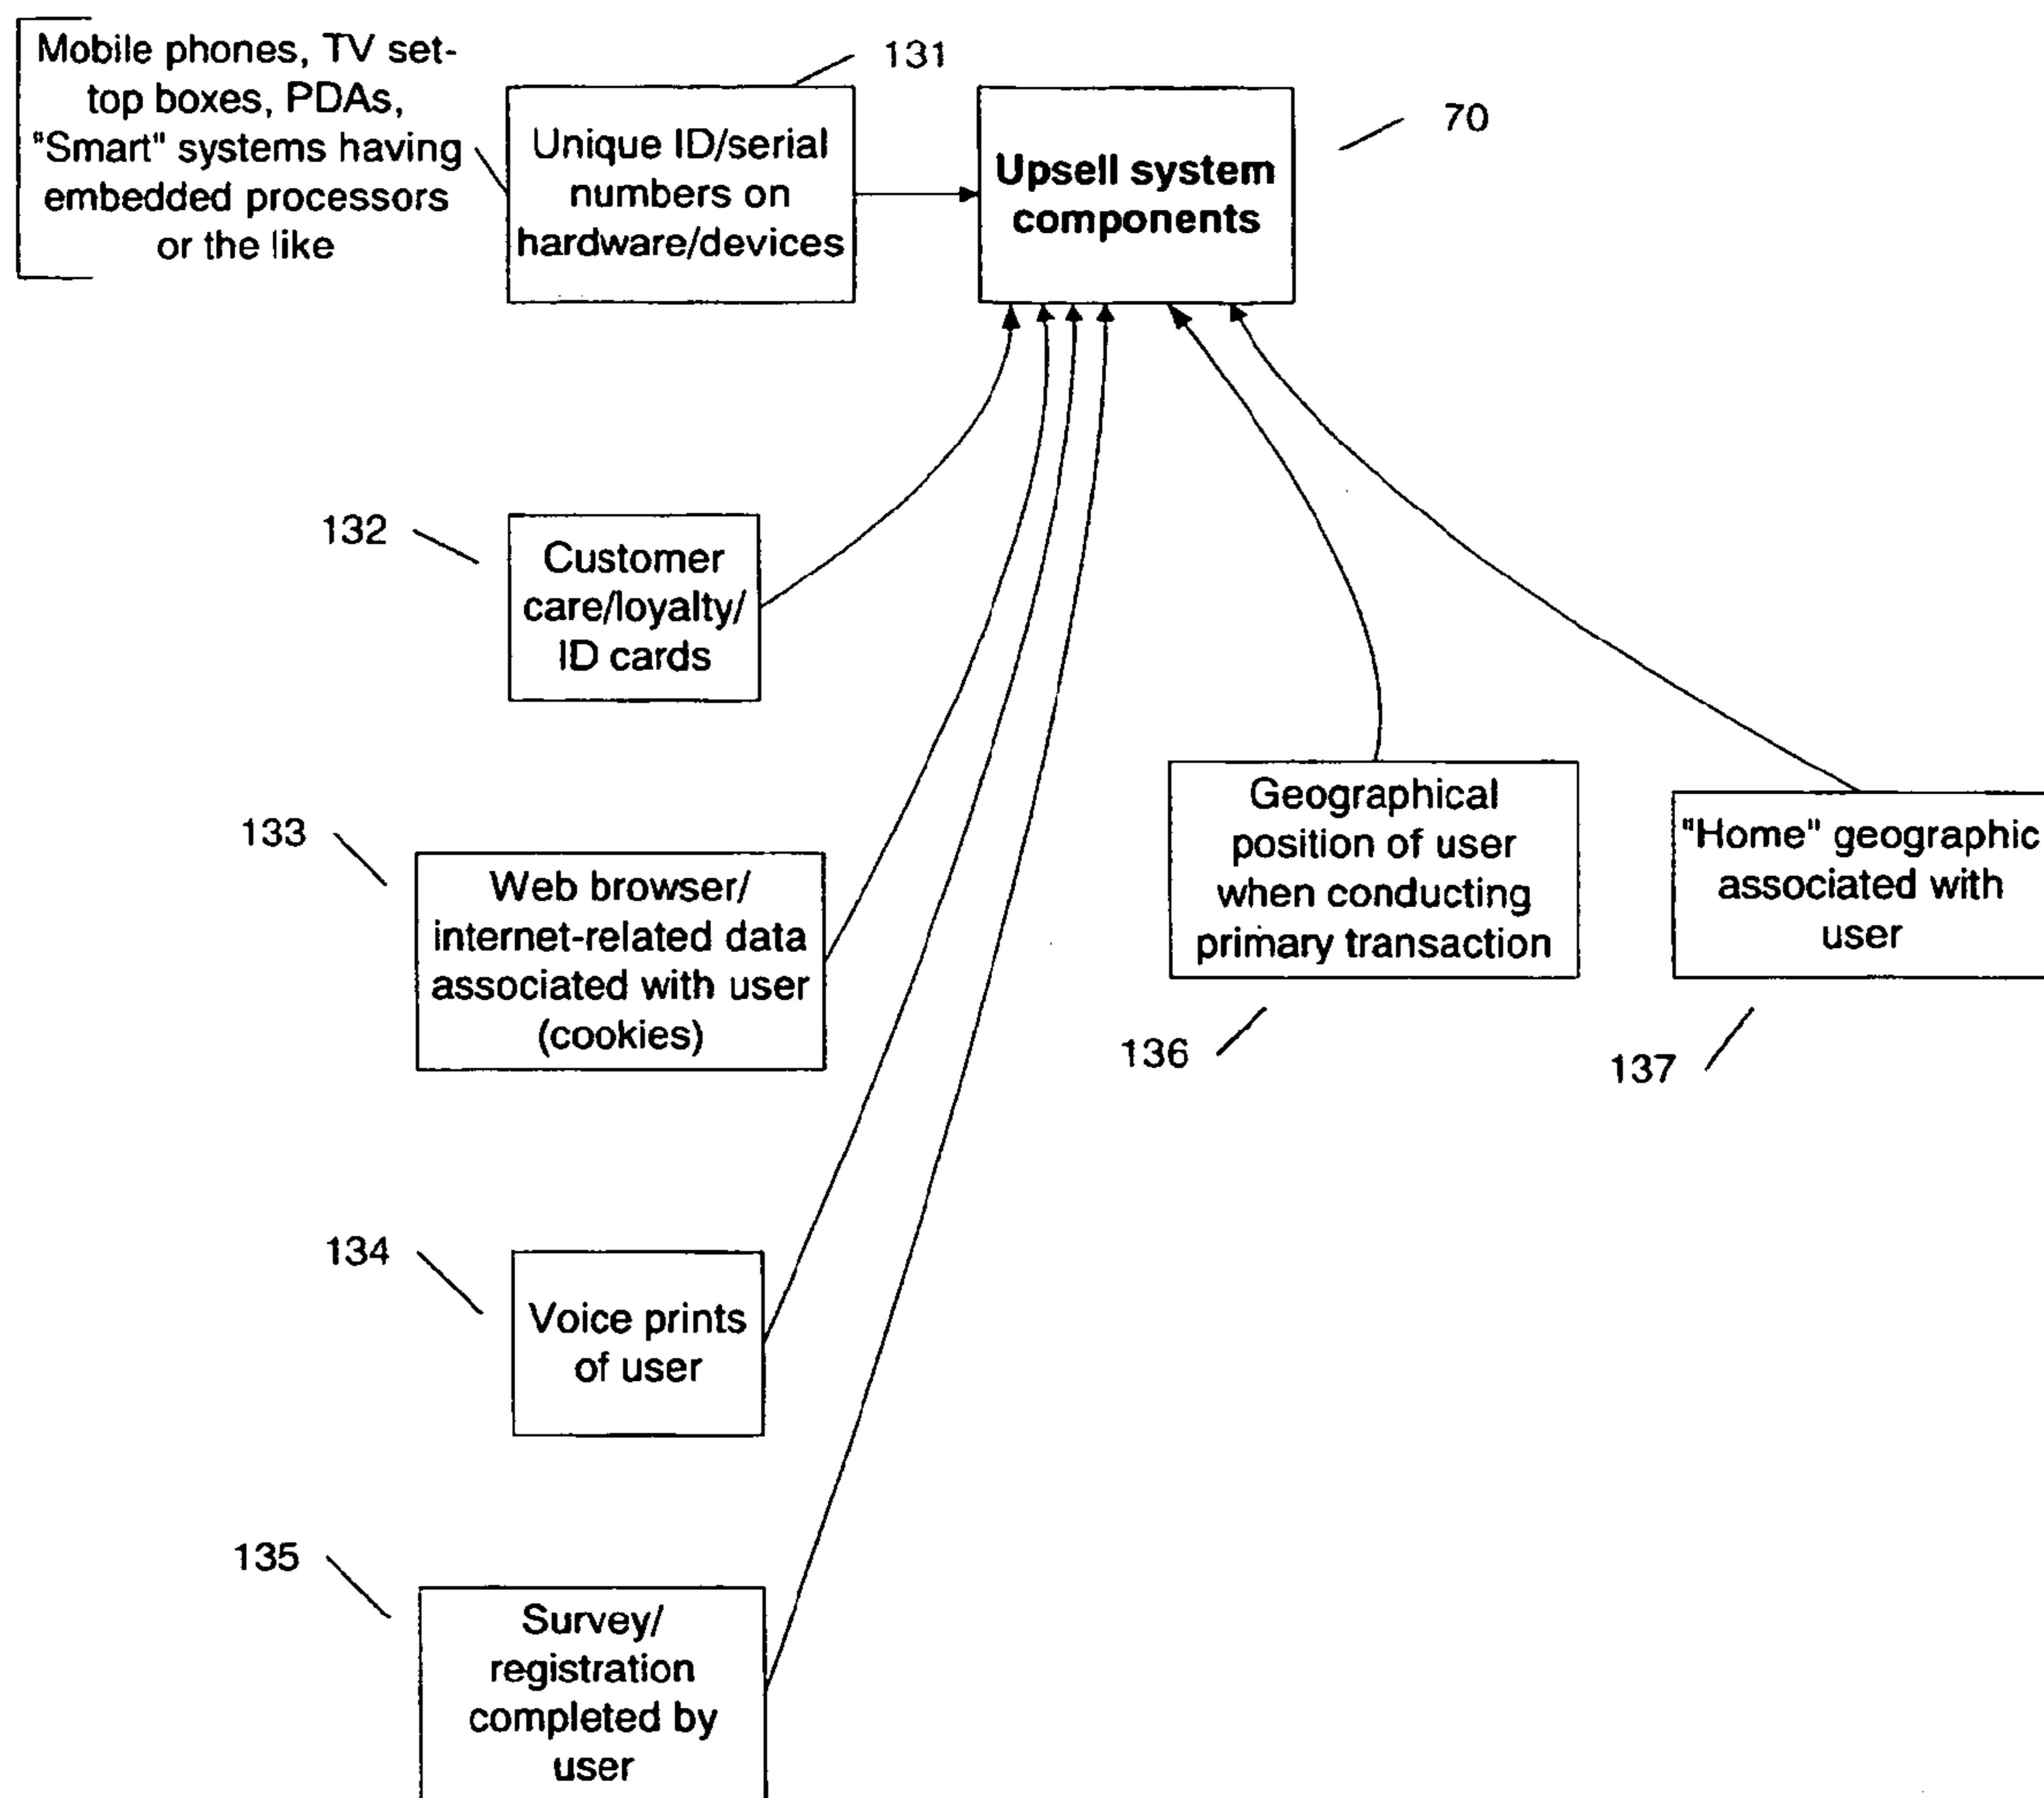 Mobile phones, TV set-
top boxes, PDAs,
"Smart" systems having
embedded processors
or the like
131
Unique ID/serial
numbers on
hardware/devices
Upsell system
components
70
132
Customer
care/loyalty/
ID cards
133
Web browser/
internet-related data
associated with user
(cookies)
Geographical
position of user
when conducting
primary transaction
136
"Home" geographic
associated with
user
137
134
Voice prints
of user
135
Survey/
registration
completed by
user